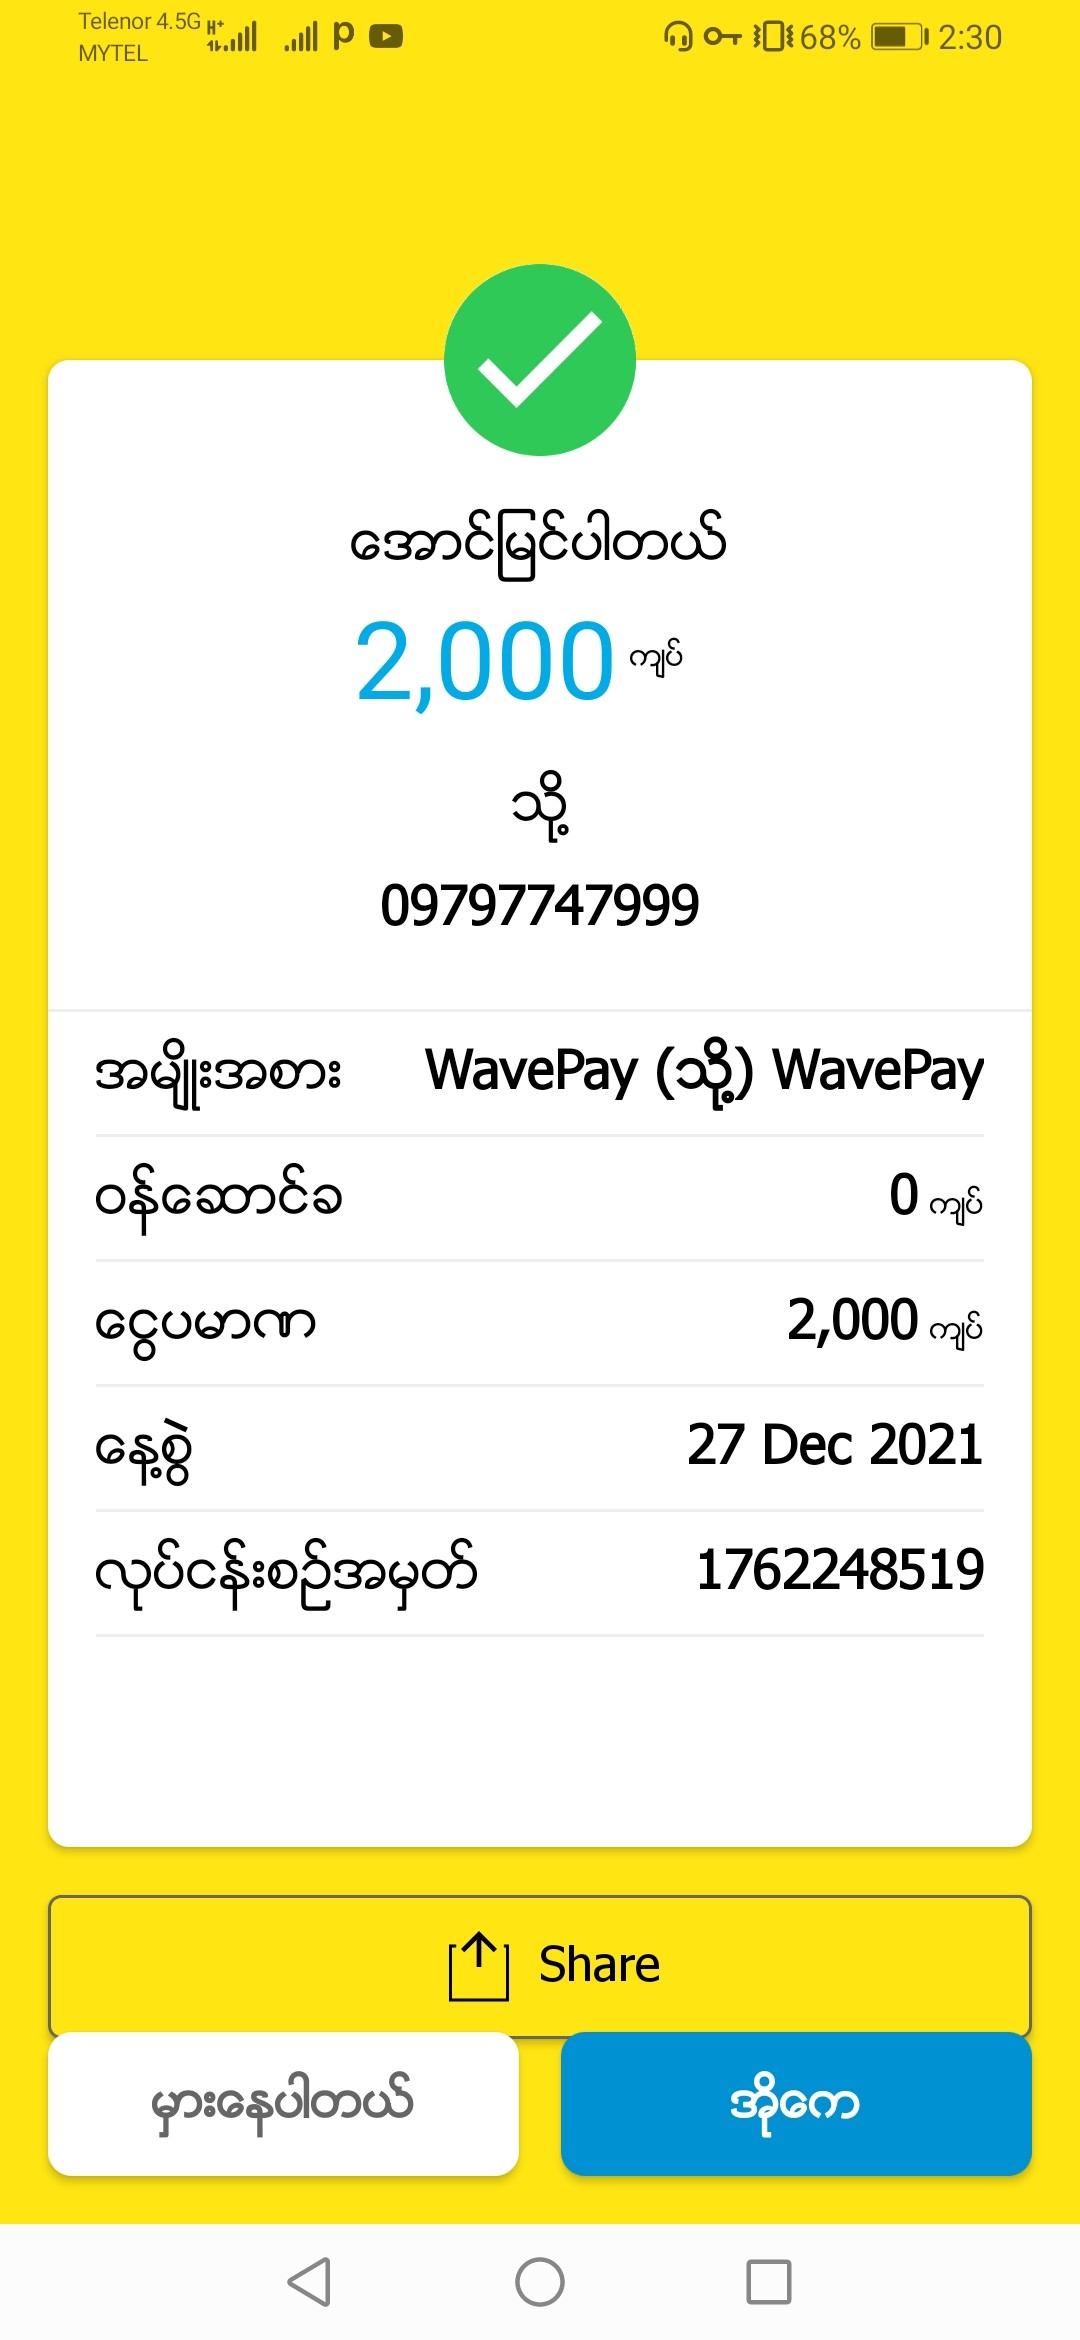 Telenor 4.5G H+
MYTEL
68% 2:30
အောင်မြင်ပါတယ်
2,000 ကျပ်
သို့
09797747999
အမျိုးအစား WavePay (သို့) WavePay
ဝန်ဆောင်ခ 0 ကျပ်
ငွေပမာဏ 2,000 ကျပ်
နေ့စွဲ 27 Dec 2021
လုပ်ငန်းစဉ်အမှတ် 1762248519
Share
မှားနေပါတယ် အိုကေ